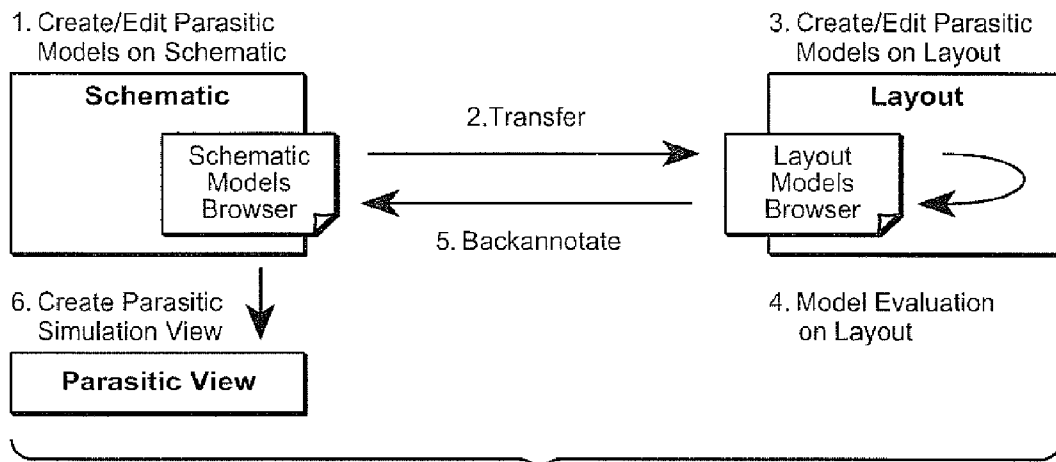 1. Create/Edit Parasitic
Models on Schematic
Schematic
Schematic
Models
Browser
2.Transfer
5. Backannotate
3. Create/Edit Parasitic
Models on Layout
Layout
Layout
Models
Browser
4. Model Evaluation
on Layout
6. Create Parasitic
Simulation View
Parasitic View